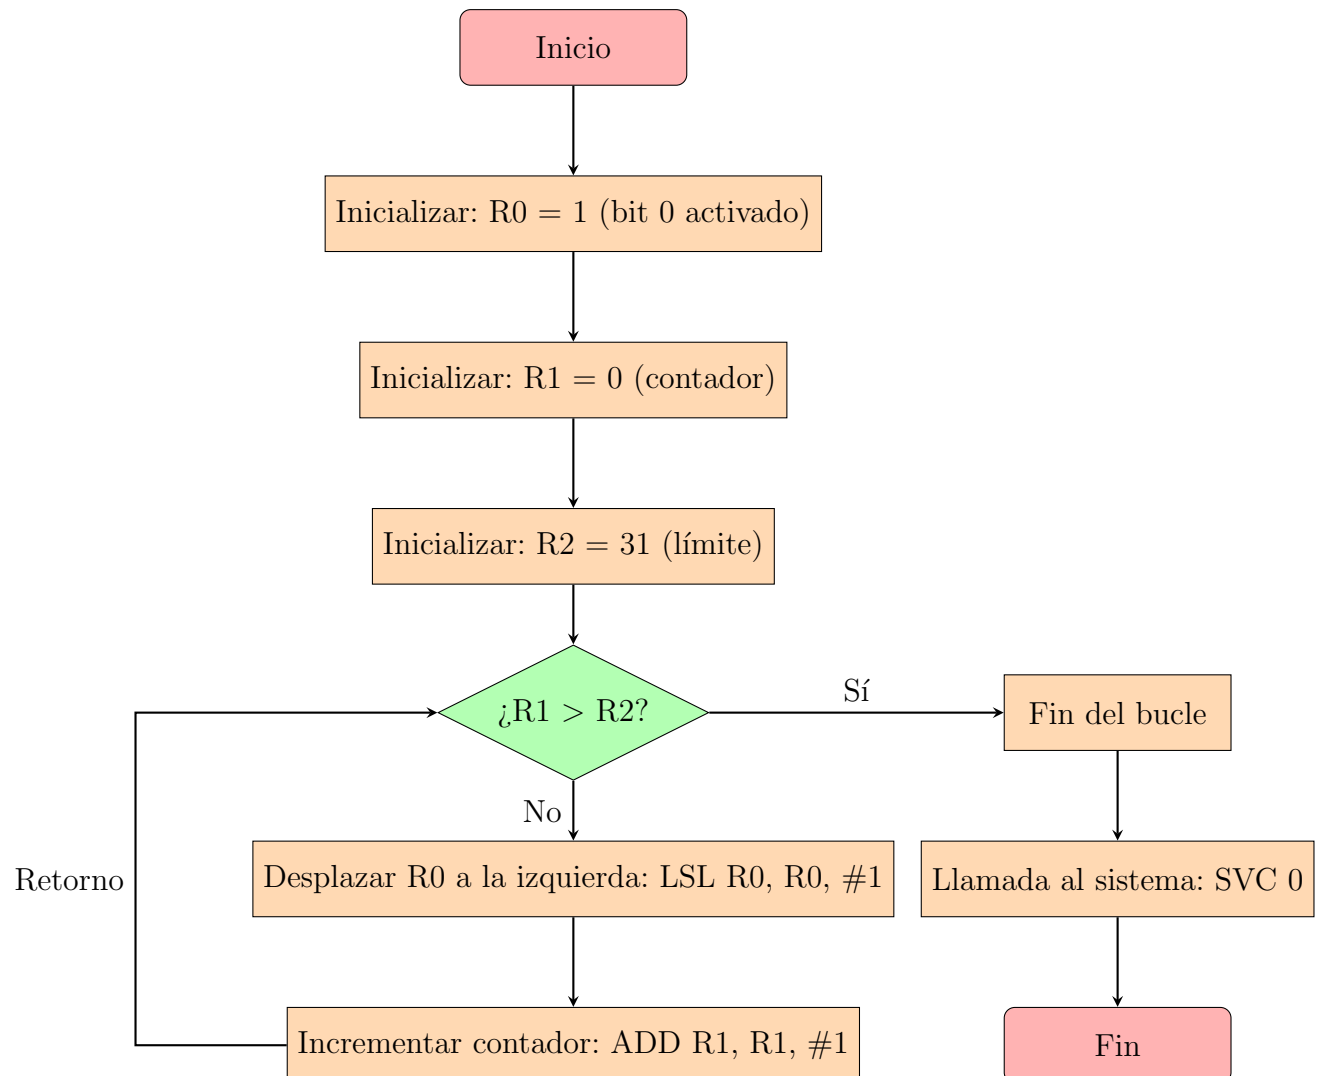 Inicio
Inicializar: R0 = 1 (bit 0 activado)
Inicializar: R1 = 0 (contador)
Inicializar: R2 = 31 (límite)
¿R1 > R2?
Sí
Fin del bucle
No
Desplazar R0 a la izquierda: LSL R0, R0, #1
Llamada al sistema: SVC 0
Retorno
Incrementar contador: ADD R1, R1, #1
Fin